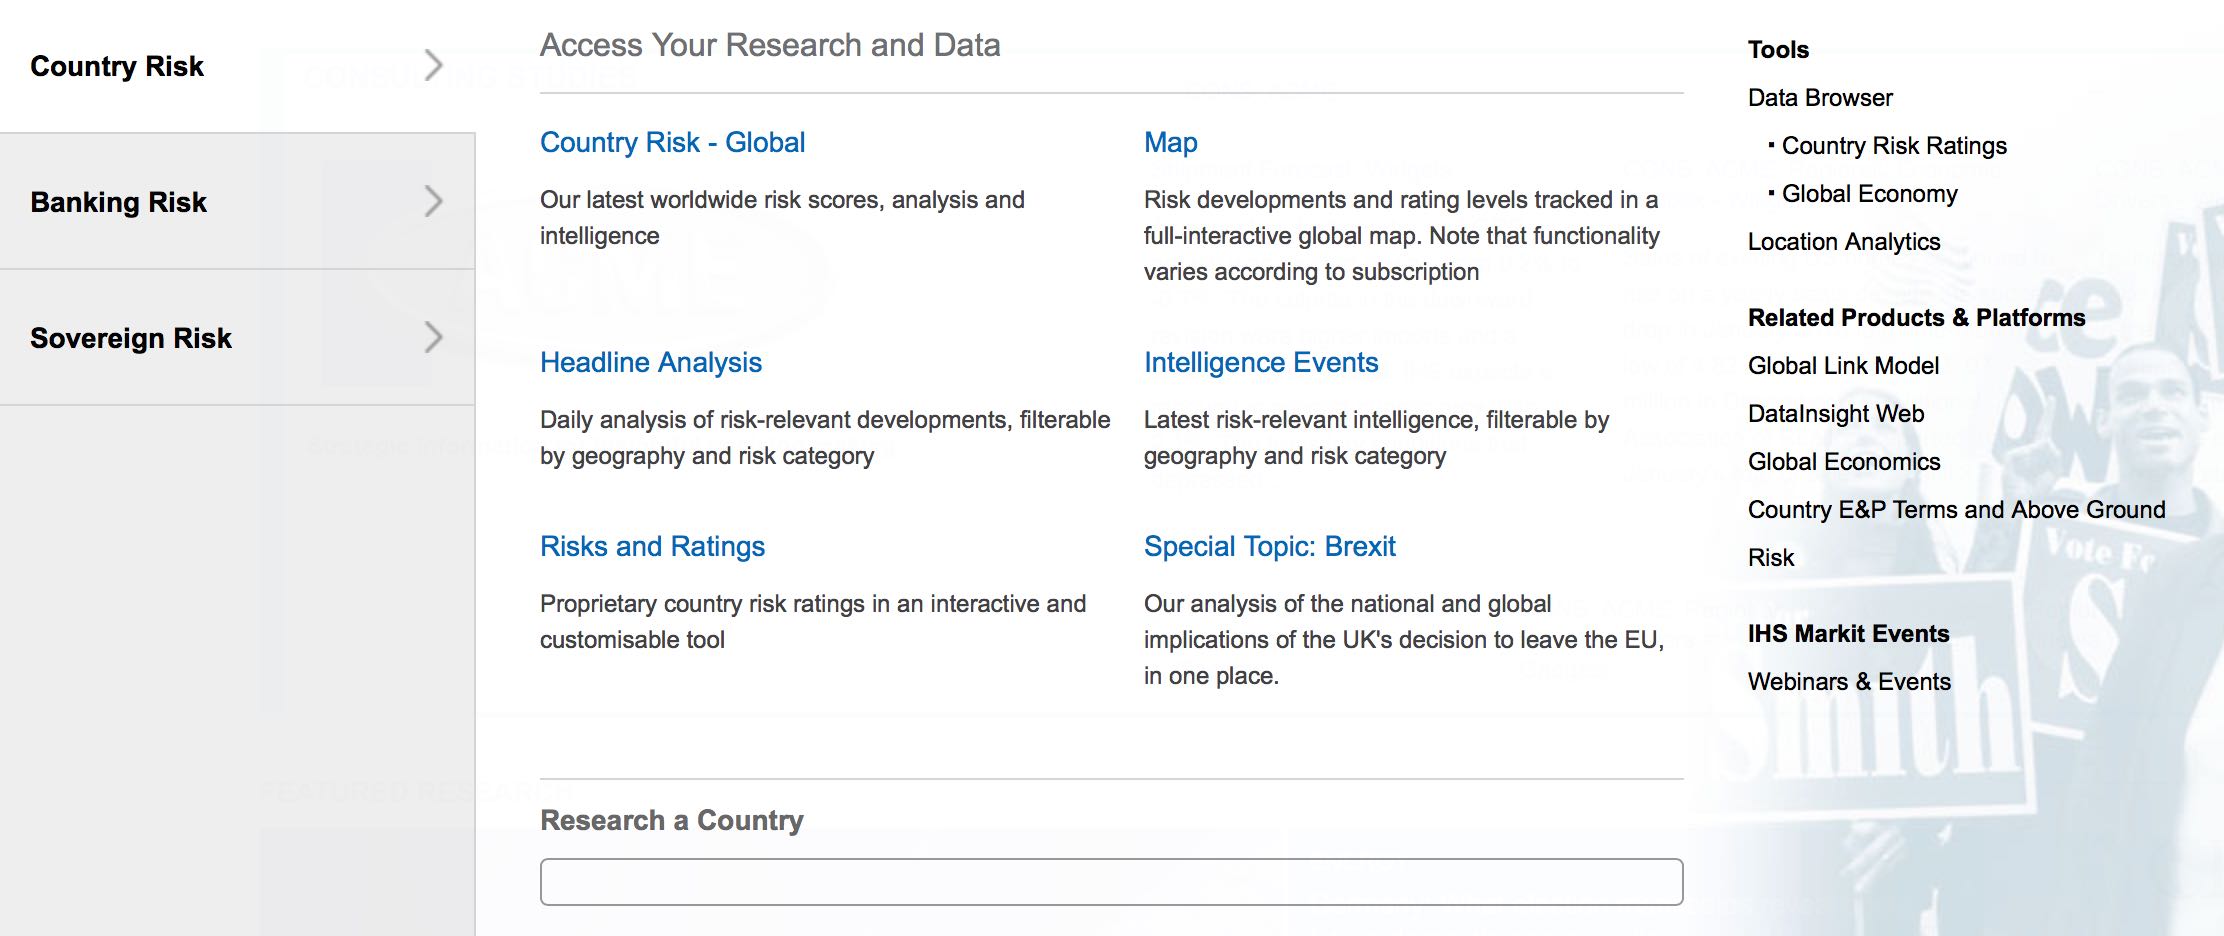 Country Risk
Banking Risk
Sovereign Risk
Access Your Research and Data
Country Risk - Global
Our latest worldwide risk scores, analysis and
intelligence
Map
Risk developments and rating levels tracked in a
full-interactive global map. Note that functionality
varies according to subscription
Headline Analysis
Daily analysis of risk-relevant developments, filterable
by geography and risk category
Intelligence Events
Latest risk-relevant intelligence, filterable by
geography and risk category
Risks and Ratings
Proprietary country risk ratings in an interactive and
customisable tool
Special Topic: Brexit
Our analysis of the national and global
implications of the UK's decision to leave the EU,
in one place.
Research a Country
Tools
Data Browser
▪ Country Risk Ratings
▪ Global Economy
Location Analytics
Related Products & Platforms
Global Link Model
DataInsight Web
Global Economics
Country E&P Terms and Above Ground
Risk
IHS Markit Events
Webinars & Events
CONSULTING STUDIES
ACME
FEATURED RESEARCH
Smith